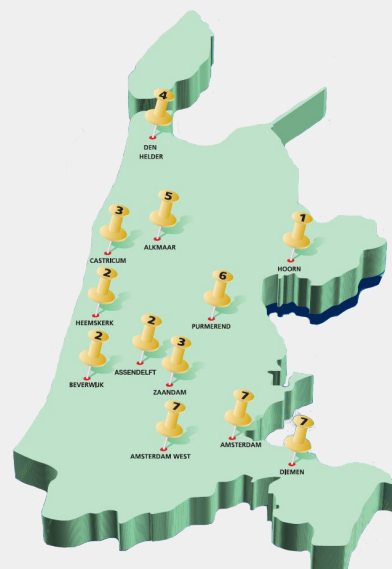 4
DEN
HELDER
5
ALKMAAR
3
CASTRICUM
1
HOORN
2
HEEMSKERK
6
PURMEREND
2
BEVERWIJK
2
ASSENDELFT
3
ZAANDAM
7
AMSTERDAM WEST
7
AMSTERDAM
7
DIEMEN